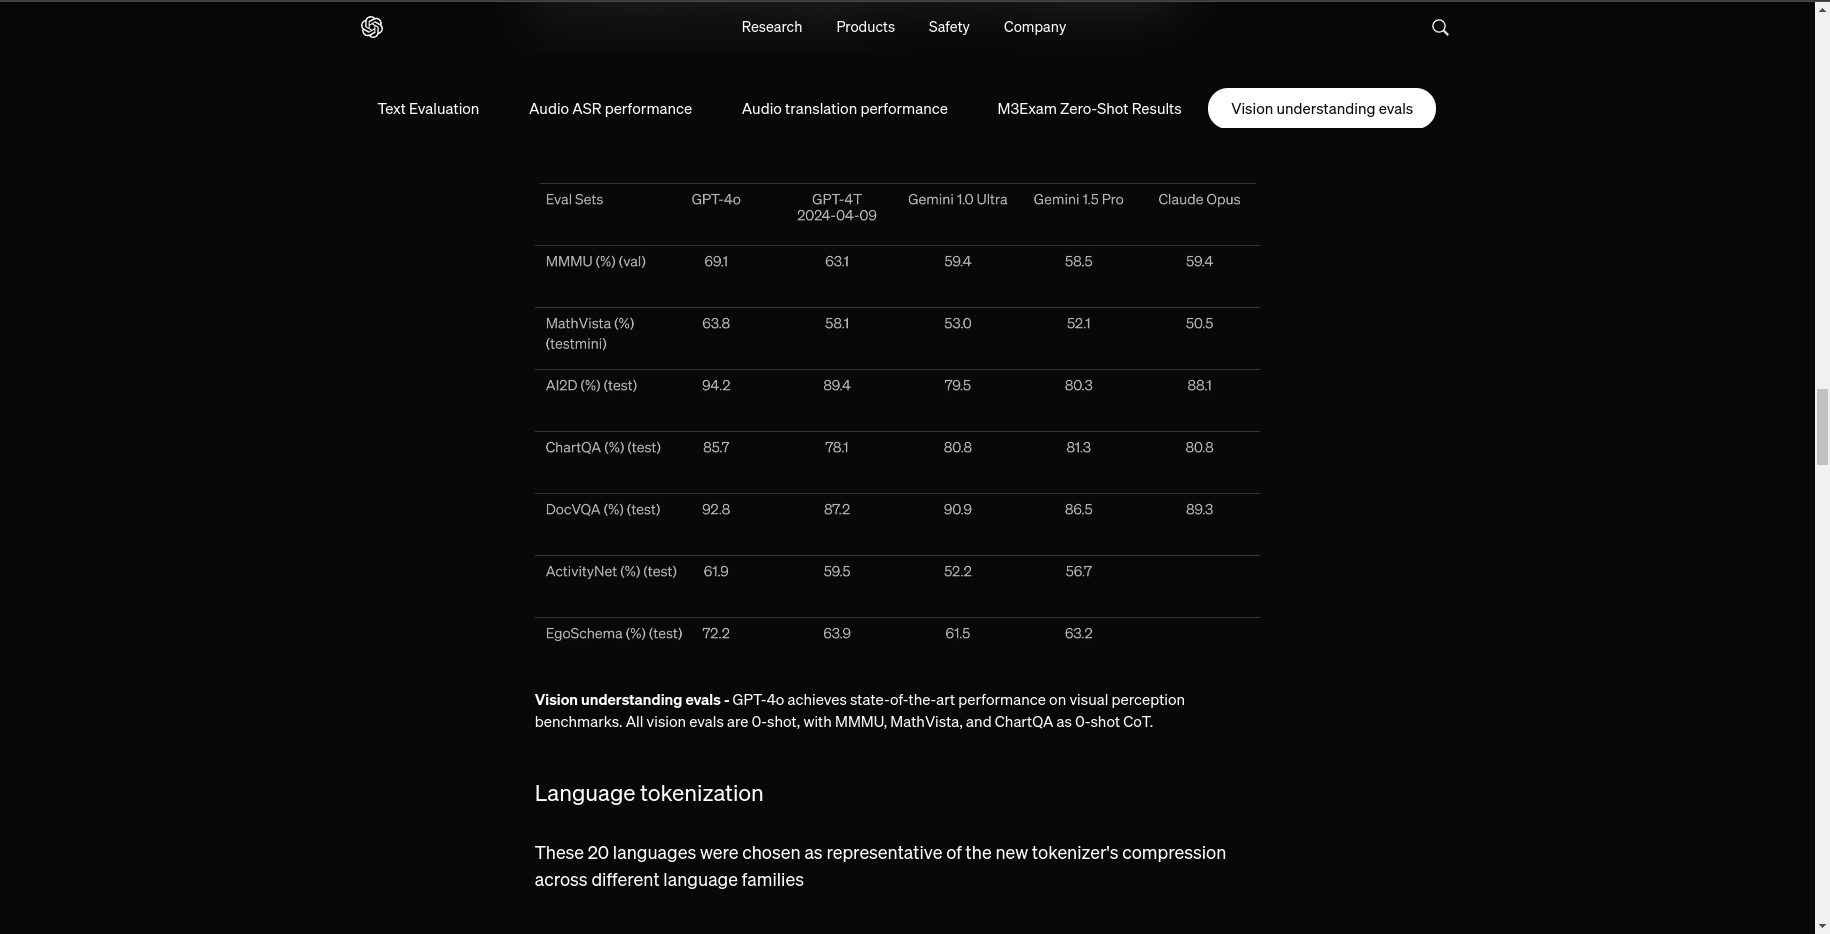 Research Products Safety Company
Text Evaluation Audio ASR performance Audio translation performance M3Exam Zero-Shot Results Vision understanding evals
Eval Sets GPT-4o GPT-4T Gemini 1.0 Ultra Gemini 1.5 Pro Claude Opus
2024-04-09
MMMU (%) (val) 69.1 63.1 59.4 58.5 59.4
MathVista (%) 63.8 58.1 53.0 52.1 50.5
(testmini)
AI2D (%) (test) 94.2 89.4 79.5 80.3 88.1
ChartQA (%) (test) 85.7 78.1 80.8 81.3 80.8
DocVQA (%) (test) 92.8 87.2 90.9 86.5 89.3
ActivityNet (%) (test) 61.9 59.5 52.2 56.7
EgoSchema (%) (test) 72.2 63.9 61.5 63.2
Vision understanding evals - GPT-4o achieves state-of-the-art performance on visual perception
benchmarks. All vision evals are 0-shot, with MMMU, MathVista, and ChartQA as 0-shot CoT.
Language tokenization
These 20 languages were chosen as representative of the new tokenizer's compression
across different language families